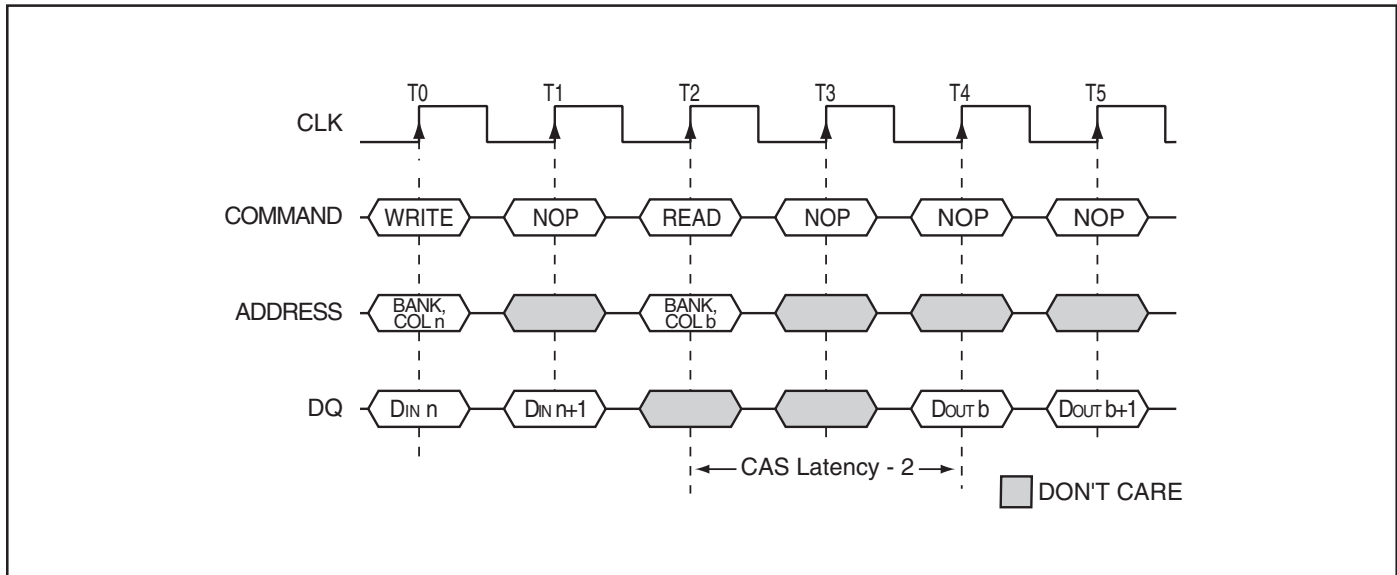 T0 T1 T2 T3 T4 T5
CLK
COMMAND WRITE NOP READ NOP NOP NOP
ADDRESS BANK, COL n BANK, COL b
DQ DIN n DIN n+1 DOUT b DOUT b+1
CAS Latency - 2
DON'T CARE